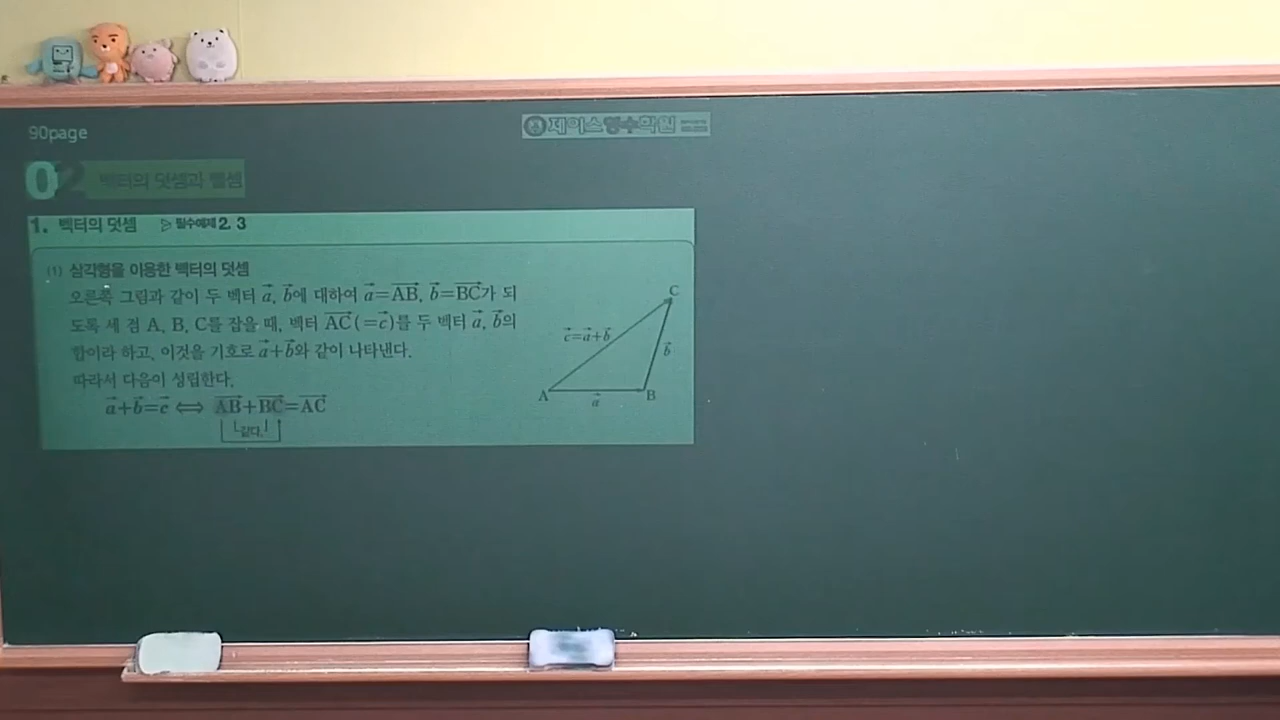 90page
제이스영수학원
02 벡터의 덧셈과 뺄셈
1. 벡터의 덧셈 ▷ 필수예제 2, 3
(1) 삼각형을 이용한 벡터의 덧셈
오른쪽 그림과 같이 두 벡터 a⃗, b⃗에 대하여 a⃗=AB⃗, b⃗=BC⃗가 되
도록 세 점 A, B, C를 잡을 때, 벡터 AC⃗(=c⃗)를 두 벡터 a⃗, b⃗의
합이라 하고, 이것을 기호로 a⃗+b⃗와 같이 나타낸다.
따라서 다음이 성립한다.
a⃗+b⃗=c⃗ ⟺ AB⃗+BC⃗=AC⃗
같다.
C
c⃗=a⃗+b⃗
b⃗
A
a⃗
B